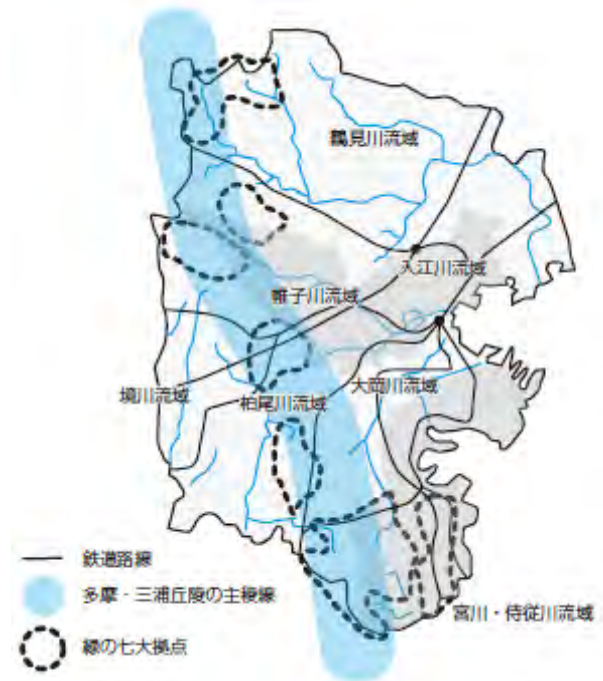 鶴見川流域
入江川流域
帷子川流域
境川流域
柏尾川流域
大岡川流域
宮川・侍従川流域
鉄道路線
多摩・三浦丘陵の主稜線
緑の七大拠点